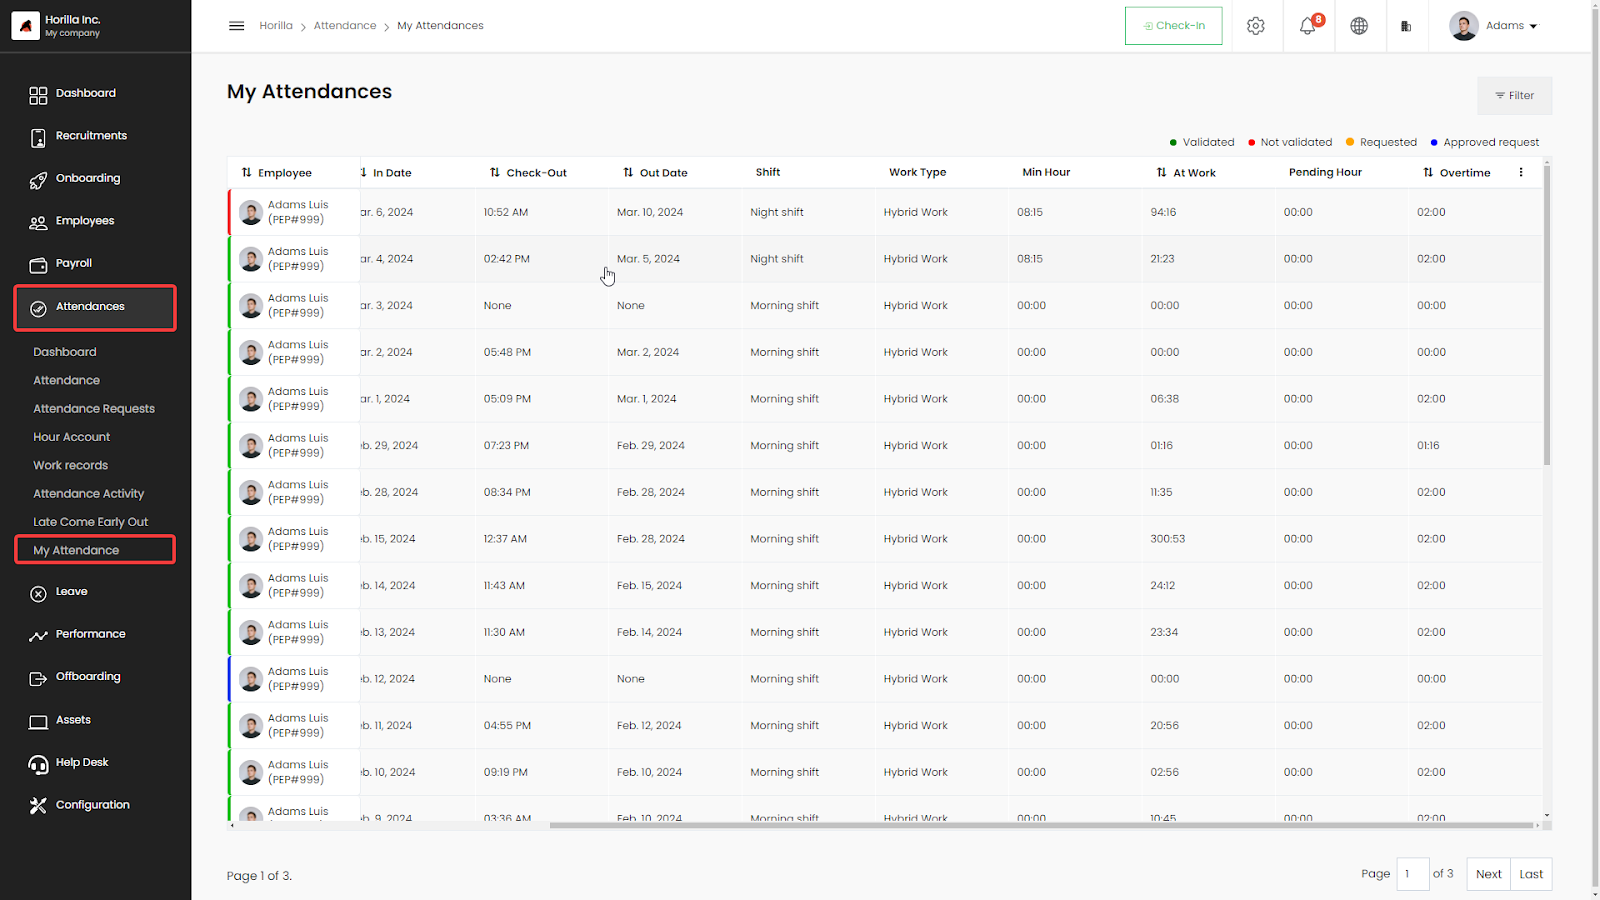 Horilla Inc.
My company
Horilla > Attendance > My Attendances
Check-In
8
Adams
Dashboard
Recruitments
Onboarding
Employees
Payroll
Attendances
Dashboard
Attendance
Attendance Requests
Hour Account
Work records
Attendance Activity
Late Come Early Out
My Attendance
Leave
Performance
Offboarding
Assets
Help Desk
Configuration
My Attendances
Filter
Validated Not validated Requested Approved request
Employee In Date Check-Out Out Date Shift Work Type Min Hour At Work Pending Hour Overtime
Adams Luis
(PEP#999) ar. 6, 2024 10:52 AM Mar. 10, 2024 Night shift Hybrid Work 08:15 94:16 00:00 02:00
Adams Luis
(PEP#999) ar. 4, 2024 02:42 PM Mar. 5, 2024 Night shift Hybrid Work 08:15 21:23 00:00 02:00
Adams Luis
(PEP#999) ar. 3, 2024 None None Morning shift Hybrid Work 00:00 00:00 00:00 00:00
Adams Luis
(PEP#999) ar. 2, 2024 05:48 PM Mar. 2, 2024 Morning shift Hybrid Work 00:00 00:00 00:00 00:00
Adams Luis
(PEP#999) ar. 1, 2024 05:09 PM Mar. 1, 2024 Morning shift Hybrid Work 00:00 06:38 00:00 02:00
Adams Luis
(PEP#999) b. 29, 2024 07:23 PM Feb. 29, 2024 Morning shift Hybrid Work 00:00 01:16 00:00 01:16
Adams Luis
(PEP#999) b. 28, 2024 08:34 PM Feb. 28, 2024 Morning shift Hybrid Work 00:00 11:35 00:00 02:00
Adams Luis
(PEP#999) b. 15, 2024 12:37 AM Feb. 28, 2024 Morning shift Hybrid Work 00:00 300:53 00:00 02:00
Adams Luis
(PEP#999) b. 14, 2024 11:43 AM Feb. 15, 2024 Morning shift Hybrid Work 00:00 24:12 00:00 02:00
Adams Luis
(PEP#999) b. 13, 2024 11:30 AM Feb. 14, 2024 Morning shift Hybrid Work 00:00 23:34 00:00 02:00
Adams Luis
(PEP#999) b. 12, 2024 None None Morning shift Hybrid Work 00:00 00:00 00:00 00:00
Adams Luis
(PEP#999) b. 11, 2024 04:55 PM Feb. 12, 2024 Morning shift Hybrid Work 00:00 20:56 00:00 02:00
Adams Luis
(PEP#999) b. 10, 2024 09:19 PM Feb. 10, 2024 Morning shift Hybrid Work 00:00 02:56 00:00 02:00
Adams Luis
b. 9, 2024 03:36 AM Feb. 10, 2024 Morning shift Hybrid Work 00:00 10:45 00:00 02:00
Page 1 of 3.
Page 1 of 3 Next Last